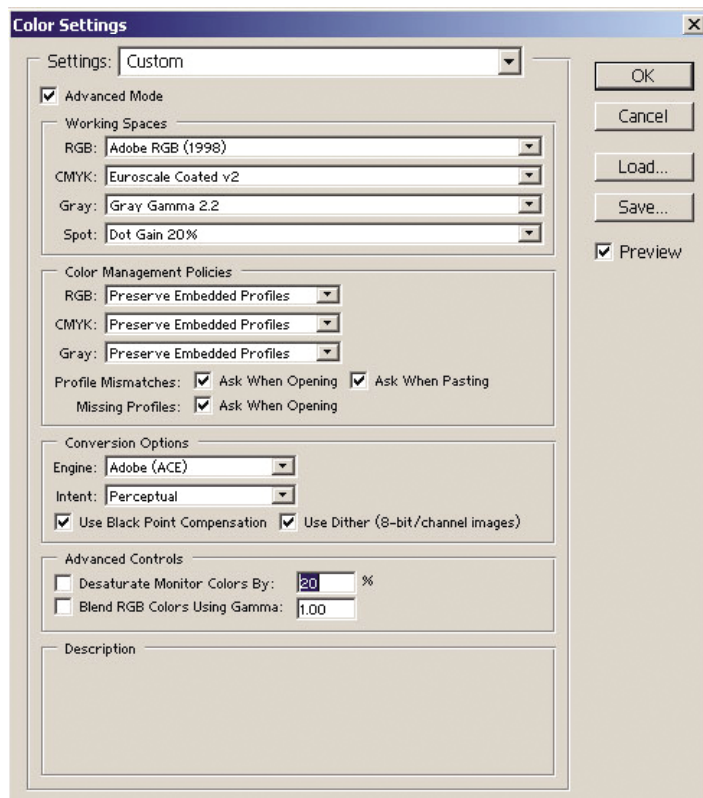 Color Settings
Settings: Custom
OK
Advanced Mode
Cancel
Working Spaces
RGB: Adobe RGB (1998)
Load...
CMYK: Euroscale Coated v2
Gray: Gray Gamma 2.2
Save...
Spot: Dot Gain 20%
Preview
Color Management Policies
RGB: Preserve Embedded Profiles
CMYK: Preserve Embedded Profiles
Gray: Preserve Embedded Profiles
Profile Mismatches: Ask When Opening Ask When Pasting
Missing Profiles: Ask When Opening
Conversion Options
Engine: Adobe (ACE)
Intent: Perceptual
Use Black Point Compensation Use Dither (8-bit/channel images)
Advanced Controls
Desaturate Monitor Colors By: 20 %
Blend RGB Colors Using Gamma: 1.00
Description